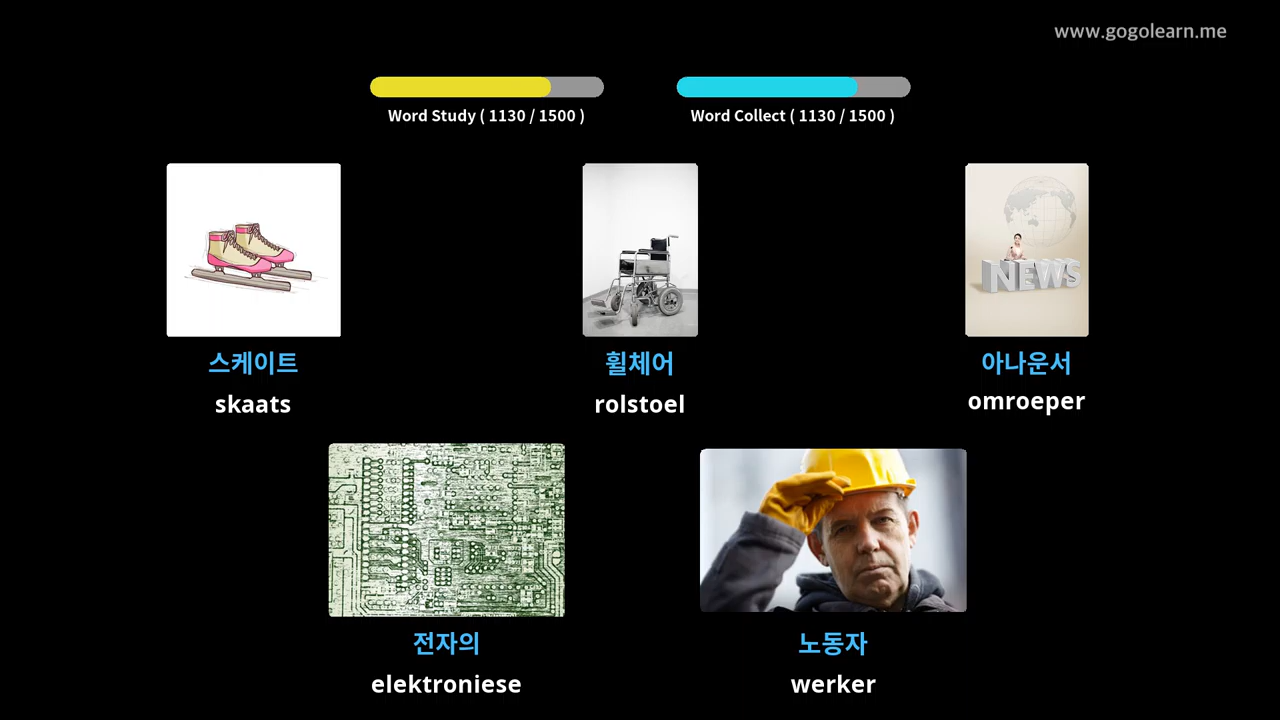 www.gogolearn.me
Word Study ( 1130 / 1500 )
Word Collect ( 1130 / 1500 )
NEWS
스케이트
휠체어
아나운서
skaats
rolstoel
omroeper
전자의
노동자
elektroniese
werker